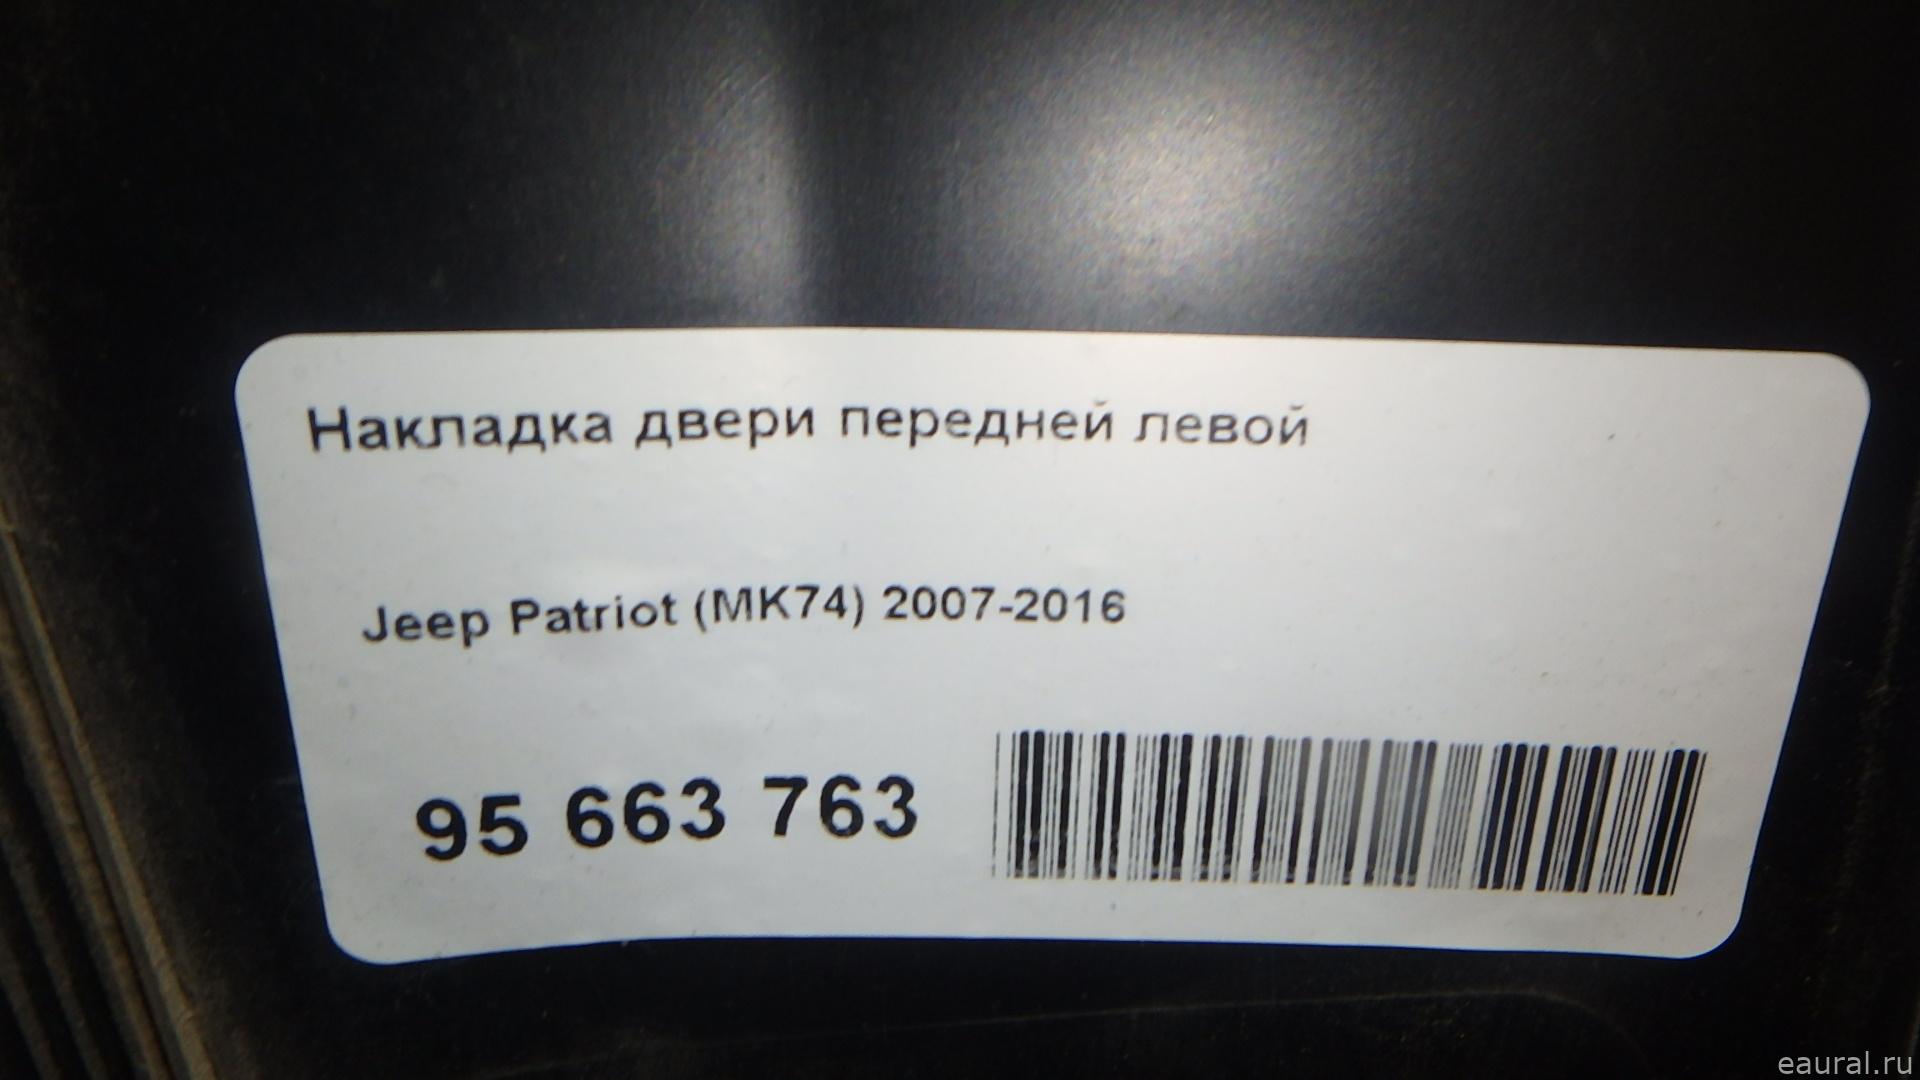 Накладка двери передней левой
Jeep Patriot (MK74) 2007-2016
95 663 763
eaural.ru